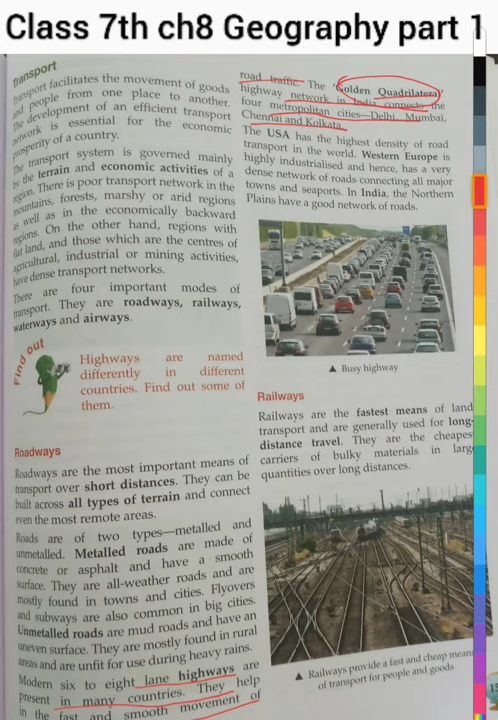 Class 7th ch8 Geography part 1
Transport
Transport facilitates the movement of goods
and people from one place to another.
The development of an efficient transport
network is essential for the economic
prosperity of a country.
The transport system is governed mainly
by the terrain and economic activities of a
region. There is poor transport network in the
mountains, forests, marshy or arid regions
as well as in the economically backward
regions. On the other hand, regions with
flat land, and those which are the centres of
agricultural, industrial or mining activities,
have dense transport networks.
There are four important modes of
transport. They are roadways, railways,
waterways and airways.
Find out
Highways are named
differently in different
countries. Find out some of
them.
Roadways
Roadways are the most important means of
transport over short distances. They can be
built across all types of terrain and connect
even the most remote areas.
Roads are of two types—metalled and
unmetalled. Metalled roads are made of
concrete or asphalt and have a smooth
surface. They are all-weather roads and are
mostly found in towns and cities. Flyovers
and subways are also common in big cities.
Unmetalled roads are mud roads and have an
uneven surface. They are mostly found in rural
areas and are unfit for use during heavy rains.
Modern six to eight lane highways are
present in many countries. They help
in the fast and smooth movement of
road traffic. The 'Golden Quadrilateral'
highway network in India connects the
four metropolitan cities—Delhi, Mumbai,
Chennai and Kolkata.
The USA has the highest density of road
transport in the world. Western Europe is
highly industrialised and hence, has a very
dense network of roads connecting all major
towns and seaports. In India, the Northern
Plains have a good network of roads.
▲ Busy highway
Railways
Railways are the fastest means of land
transport and are generally used for long-
distance travel. They are the cheapes
carriers of bulky materials in larg
quantities over long distances.
▲ Railways provide a fast and cheap means
of transport for people and goods